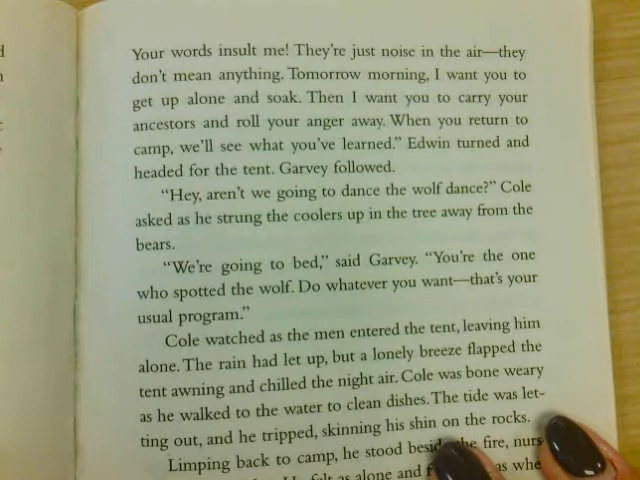 Your words insult me! They're just noise in the air—they
don't mean anything. Tomorrow morning, I want you to
get up alone and soak. Then I want you to carry your
ancestors and roll your anger away. When you return to
camp, we'll see what you've learned.” Edwin turned and
headed for the tent. Garvey followed.
“Hey, aren't we going to dance the wolf dance?” Cole
asked as he strung the coolers up in the tree away from the
bears.
“We're going to bed,” said Garvey. “You're the one
who spotted the wolf. Do whatever you want—that's your
usual program.”
Cole watched as the men entered the tent, leaving him
alone. The rain had let up, but a lonely breeze flapped the
tent awning and chilled the night air. Cole was bone weary
as he walked to the water to clean dishes. The tide was let-
ting out, and he tripped, skinning his shin on the rocks.
Limping back to camp, he stood beside the fire, nurs
He felt as alone and as whe